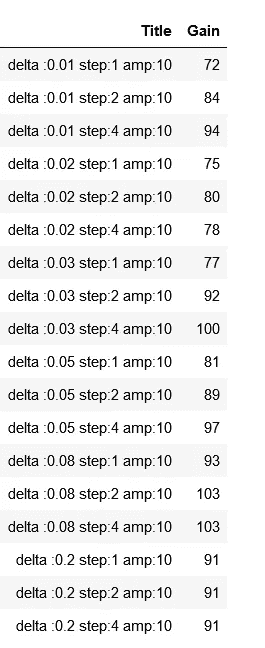 Title Gain
delta :0.01 step:1 amp:10 72
delta :0.01 step:2 amp:10 84
delta :0.01 step:4 amp:10 94
delta :0.02 step:1 amp:10 75
delta :0.02 step:2 amp:10 80
delta :0.02 step:4 amp:10 78
delta :0.03 step:1 amp:10 77
delta :0.03 step:2 amp:10 92
delta :0.03 step:4 amp:10 100
delta :0.05 step:1 amp:10 81
delta :0.05 step:2 amp:10 89
delta :0.05 step:4 amp:10 97
delta :0.08 step:1 amp:10 93
delta :0.08 step:2 amp:10 103
delta :0.08 step:4 amp:10 103
delta :0.2 step:1 amp:10 91
delta :0.2 step:2 amp:10 91
delta :0.2 step:4 amp:10 91